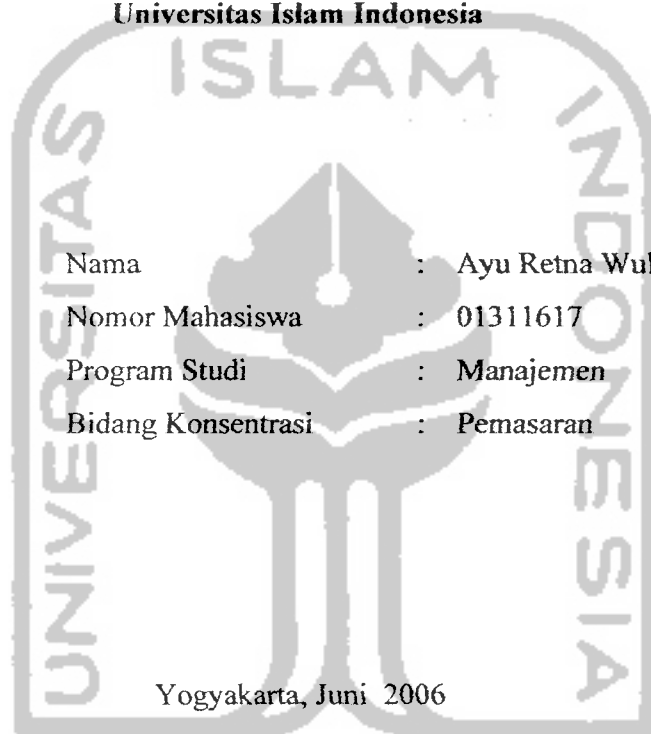 Universitas Islam Indonesia
ISLAM
UNIVERSITAS
INDONESIA
Nama : Ayu Retna
Nomor Mahasiswa : 01311617
Program Studi : Manajemen
Bidang Konsentrasi : Pemasaran
Yogyakarta, Juni 2006